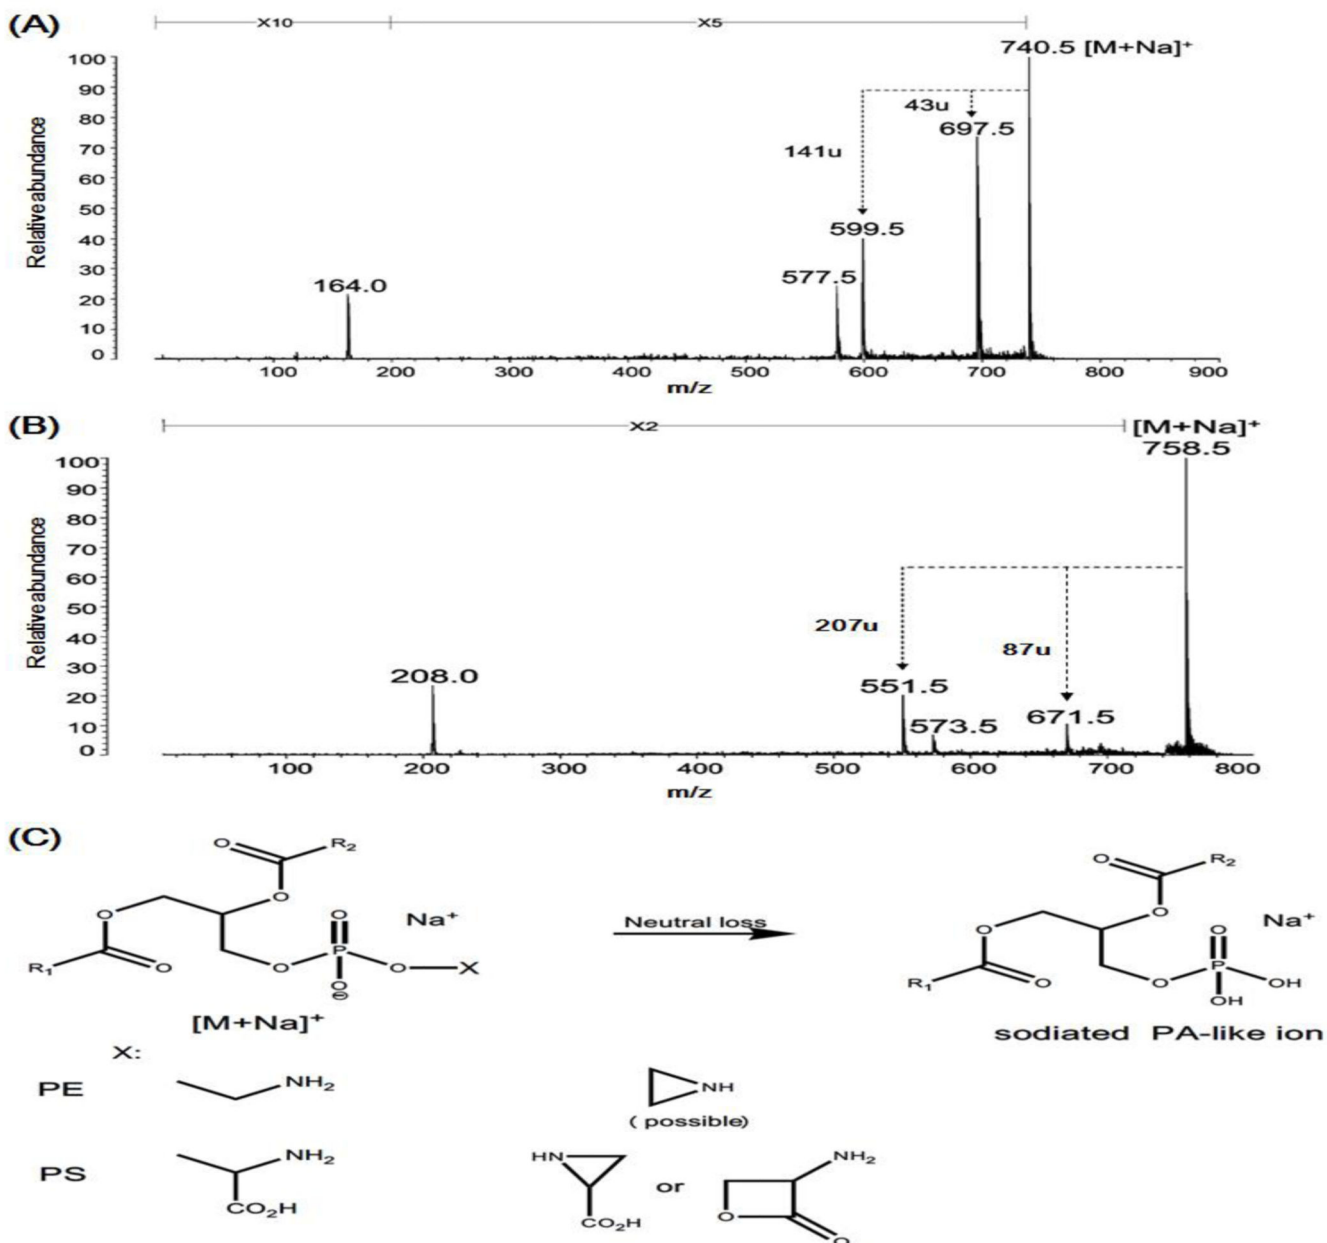 (A)
X10
X5
740.5 [M+Na]⁺
43u
697.5
141u
599.5
577.5
164.0
Relative abundance
100
90
80
70
60
50
40
30
20
10
0
100 200 300 400 500 600 700 800 900
m/z
(B)
X2
[M+Na]⁺
758.5
207u
87u
208.0
551.5
573.5
671.5
Relative abundance
100
90
80
70
60
50
40
30
20
10
0
100 200 300 400 500 600 700 800
m/z
(C)
O R₂
O
O O Na⁺
P
R₁ O O O X
O⊖
[M+Na]⁺
Neutral loss
O R₂
O
O O Na⁺
P
R₁ O O OH
OH
sodiated PA-like ion
X:
PE NH₂ NH
(possible)
PS NH₂ HN NH₂
CO₂H CO₂H or O O